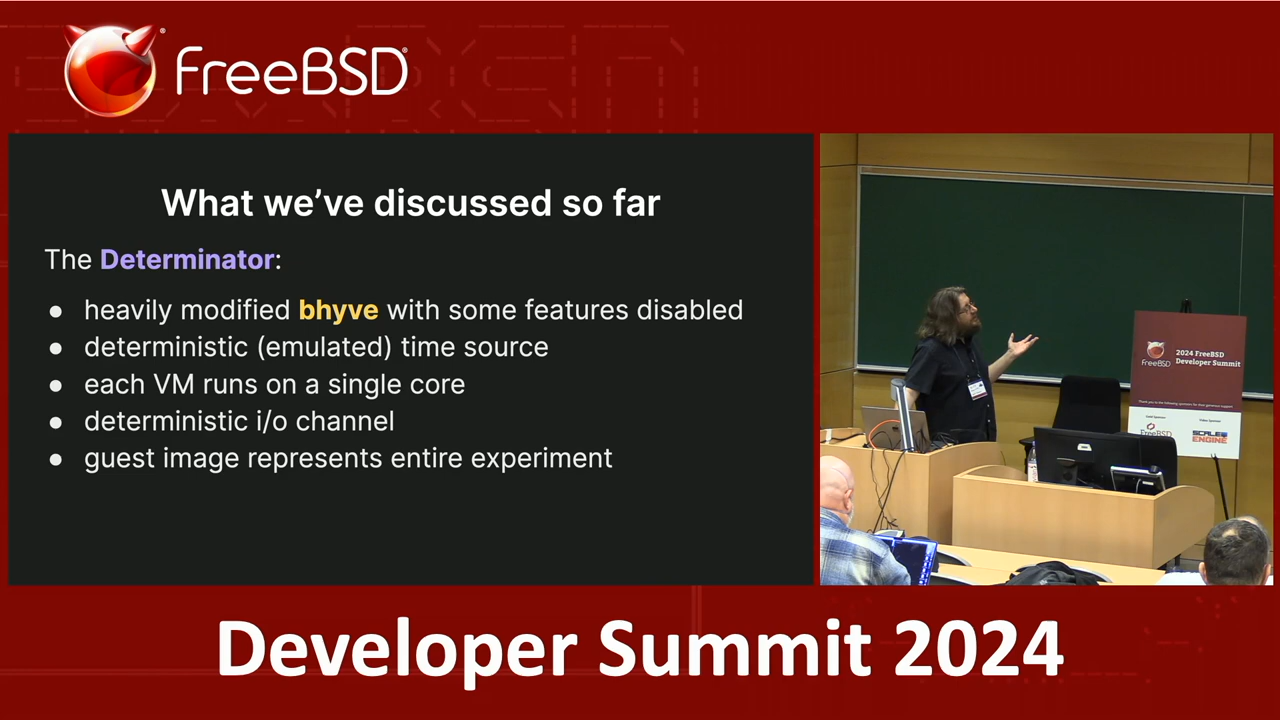 FreeBSD
What we've discussed so far
The Determinator:
● heavily modified bhyve with some features disabled
● deterministic (emulated) time source
● each VM runs on a single core
● deterministic i/o channel
● guest image represents entire experiment
FreeBSD
2024 FreeBSD
Developer Summit
FreeBSD
SCALE
ENGINE
Developer Summit 2024